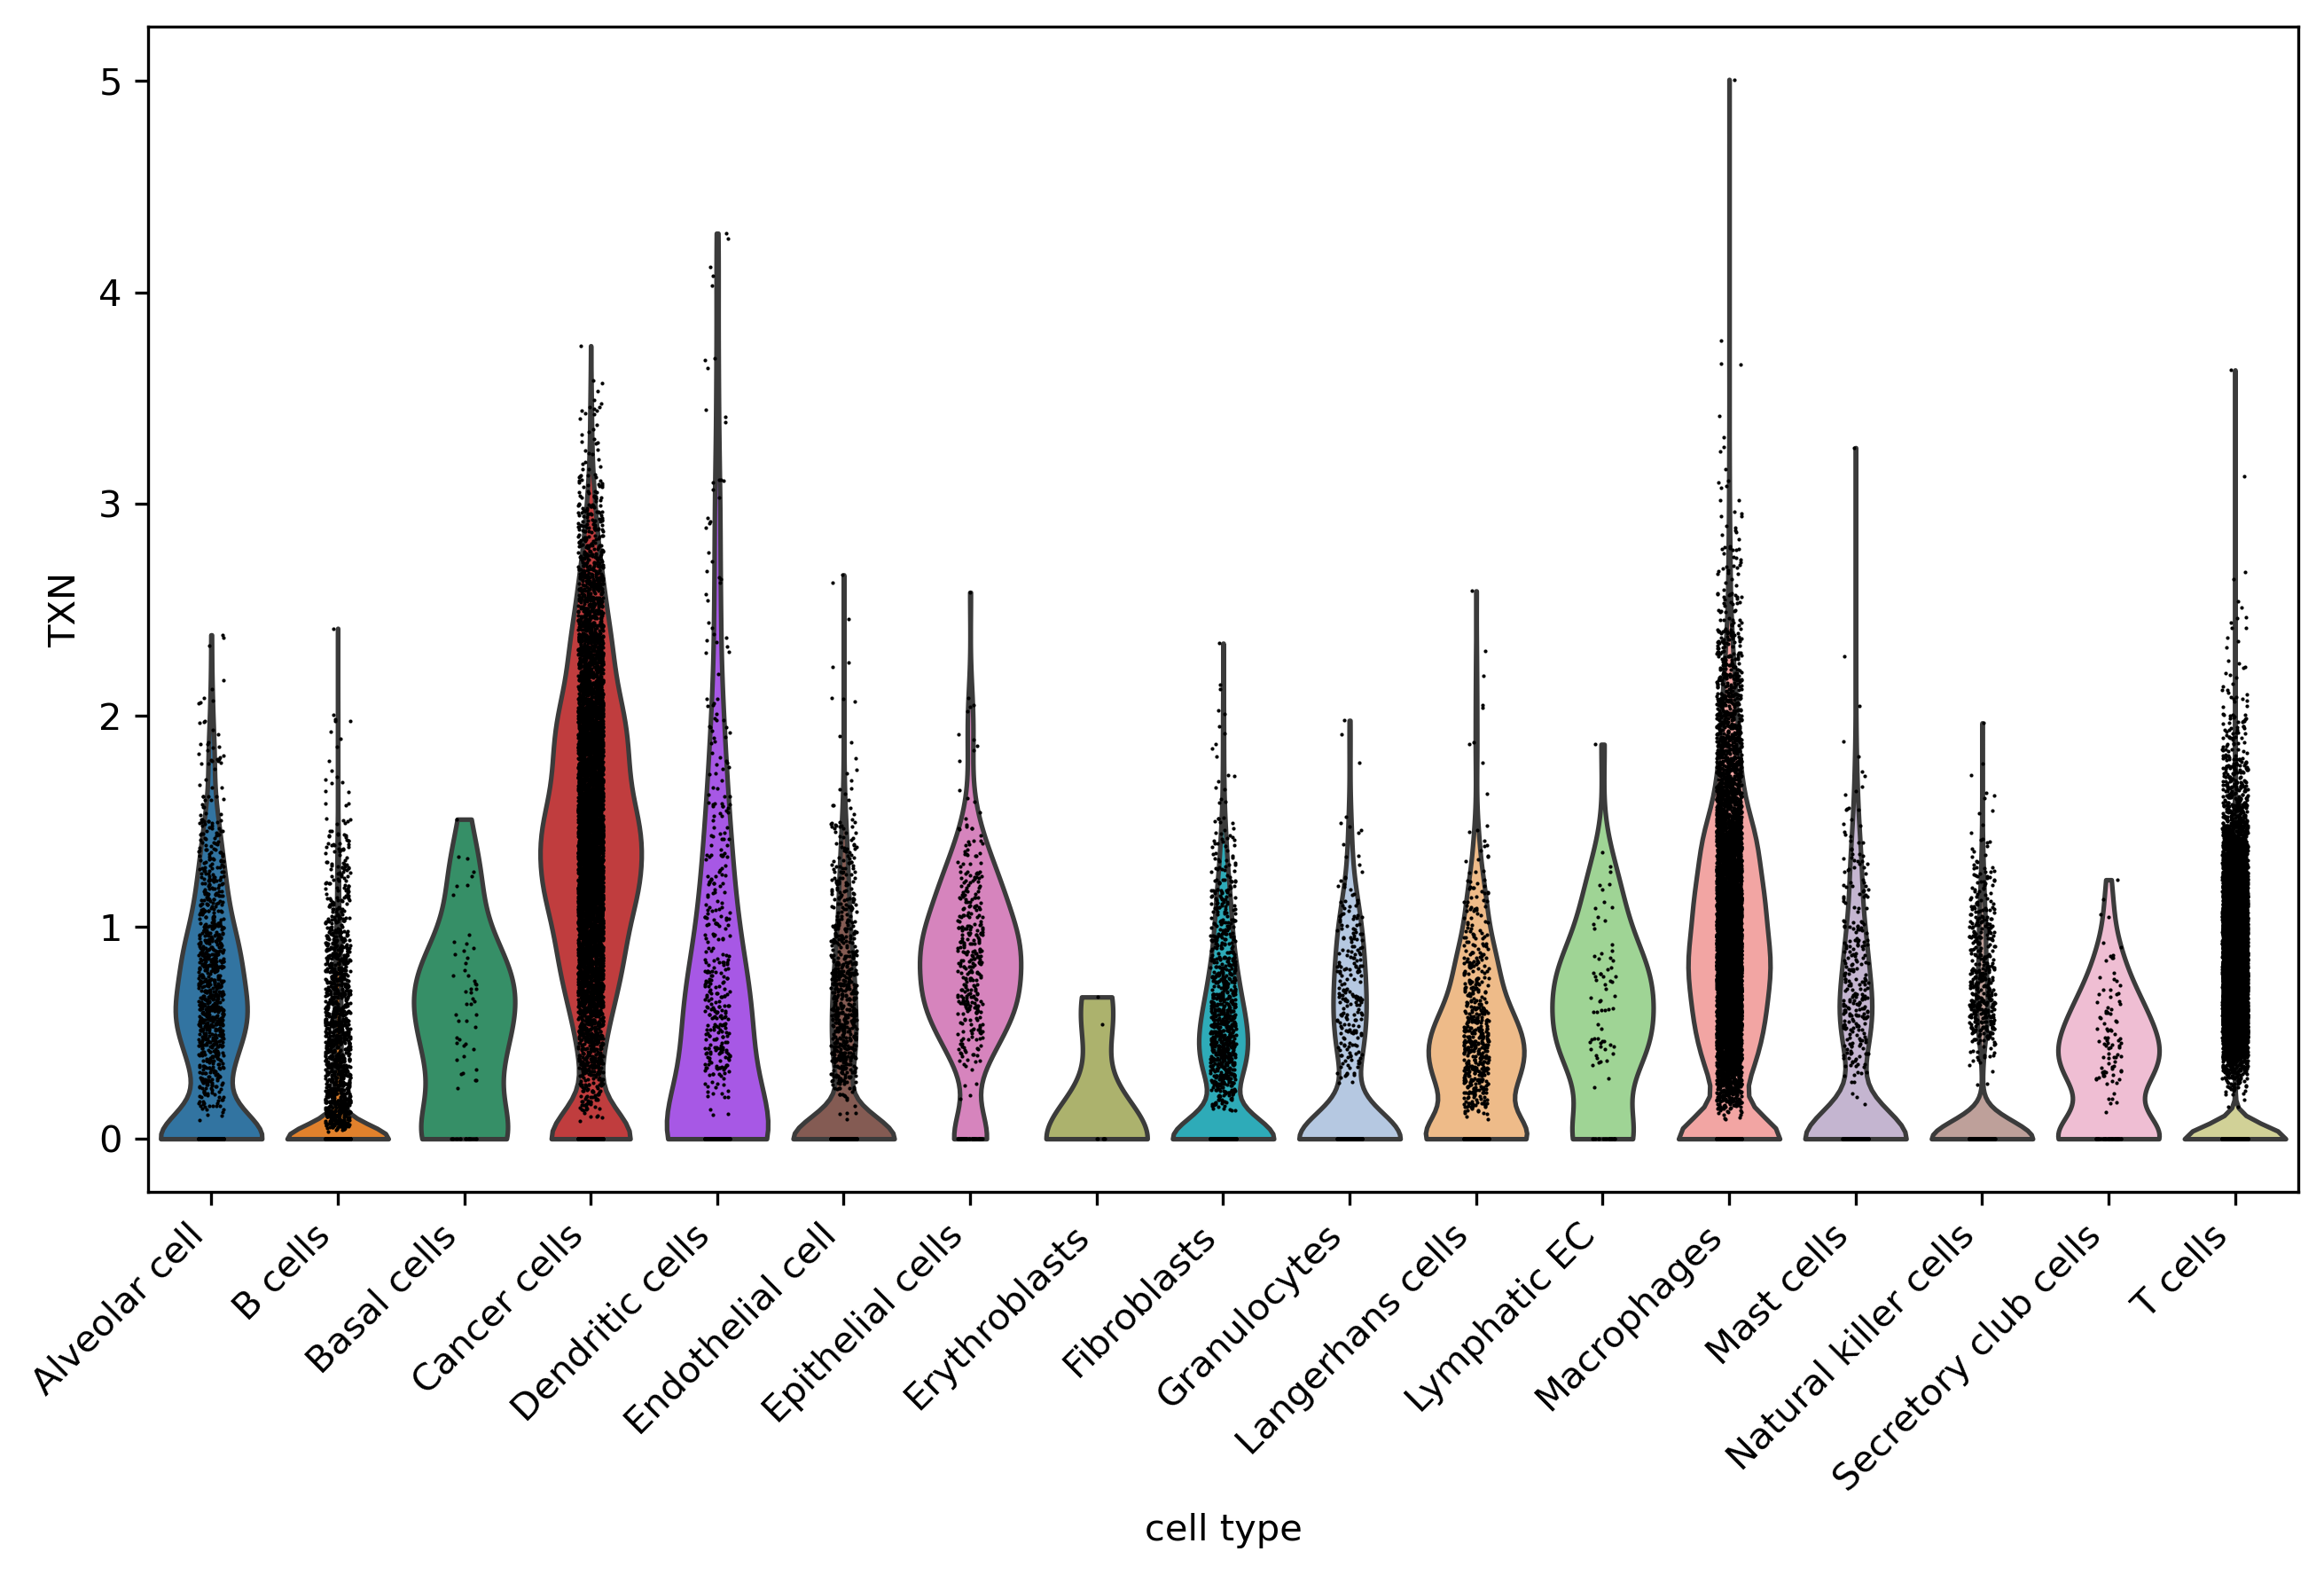 5
4
3
2
1
0
TXN
Alveolar cell
B cells
Basal cells
Cancer cells
Dendritic cells
Endothelial cell
Epithelial cells
Erythroblasts
Fibroblasts
Granulocytes
Langerhans cells
Lymphatic EC
Macrophages
Mast cells
Natural killer cells
Secretory club cells
T cells
cell type